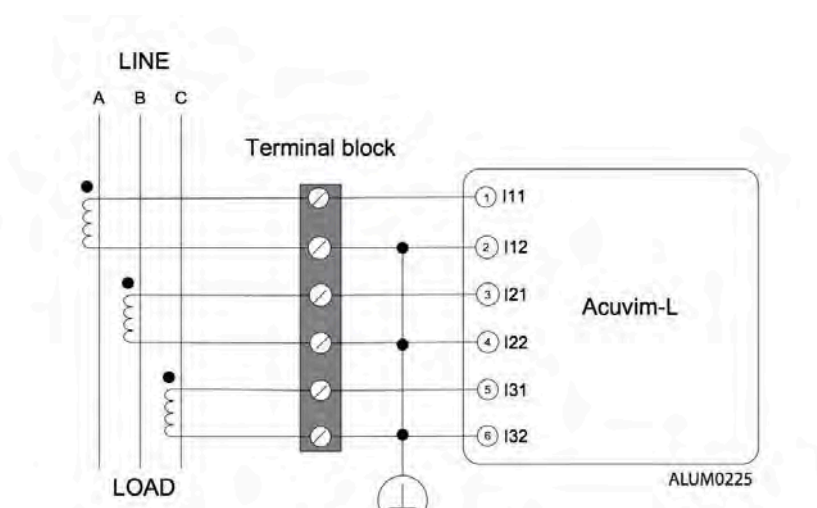 LINE
A B C
Terminal block
1 I11
2 I12
3 I21
Acuvim-L
4 I22
5 I31
6 I32
LOAD
ALUM0225